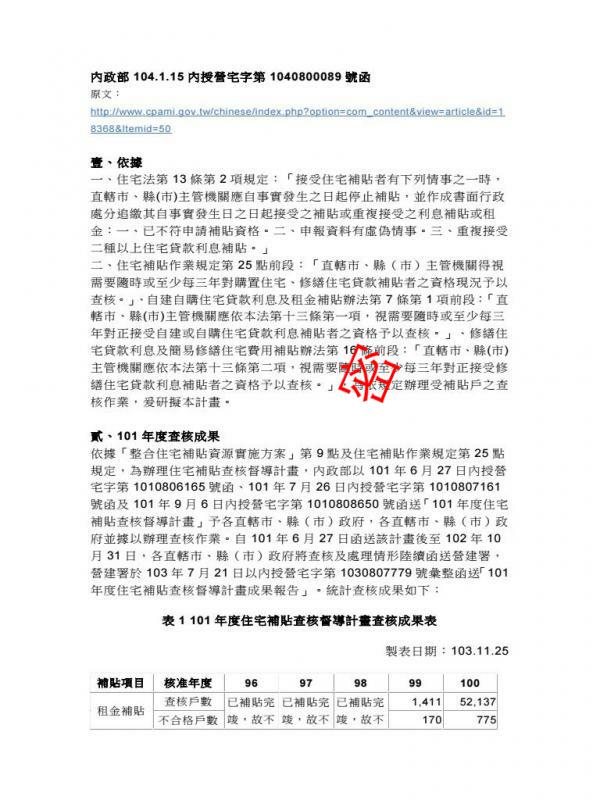 內政部 104.1.15 內授營宅字第 1040800089 號函
原文：
http://www.cpami.gov.tw/chinese/index.php?option=com_content&view=article&id=1
8368&Itemid=50
壹、依據
一、住宅法第 13 條第 2 項規定：「接受住宅補貼者有下列情事之一時，
直轄市、縣(市)主管機關應自事實發生之日起停止補貼，並作成書面行政
處分追繳其自事實發生日之日起接受之補貼或重複接受之利息補貼或租
金：一、已不符申請補貼資格。二、申報資料有虛偽情事。三、重複接受
二種以上住宅貸款利息補貼。」
二、住宅補貼作業規定第 25 點前段：「直轄市、縣（市）主管機關得視
需要隨時或至少每三年對購置住宅、修繕住宅貸款補貼者之資格現況予以
查核。」、自建自購住宅貸款利息及租金補貼辦法第 7 條第 1 項前段：「直
轄市、縣(市)主管機關應依本法第十三條第一項，視需要隨時或至少每三
年對正接受自建或自購住宅貸款利息補貼者之資格予以查核。」、修繕住
宅貸款利息及簡易修繕住宅費用補貼辦法第 16 條前段：「直轄市、縣(市)
主管機關應依本法第十三條第二項，視需要隨時或至少每三年對正接受修
繕住宅貸款利息補貼者之資格予以查核。」，為依規定辦理受補貼戶之查
核作業，爰研擬本計畫。
貳、101 年度查核成果
依據「整合住宅補貼資源實施方案」第 9 點及住宅補貼作業規定第 25 點
規定，為辦理住宅補貼查核督導計畫，內政部以 101 年 6 月 27 日內授營
宅字第 1010806165 號函、101 年 7 月 26 日內授營宅字第 1010807161
號函及 101 年 9 月 6 日內授營宅字第 1010808650 號函送「101 年度住宅
補貼查核督導計畫」予各直轄市、縣（市）政府，各直轄市、縣（市）政
府並據以辦理查核作業。自 101 年 6 月 27 日函送該計畫後至 102 年 10
月 31 日，各直轄市、縣（市）政府將查核及處理情形陸續函送營建署，
營建署於 103 年 7 月 21 日以內授營宅字第 1030807779 號彙整函送「101
年度住宅補貼查核督導計畫成果報告」。統計查核成果如下：
表 1 101 年度住宅補貼查核督導計畫查核成果表
製表日期：103.11.25
補貼項目 核准年度 96 97 98 99 100
租金補貼 查核戶數 已補貼完 已補貼完 已補貼完 1,411 52,137
不合格戶數 竣，故不 竣，故不 竣，故不 170 775